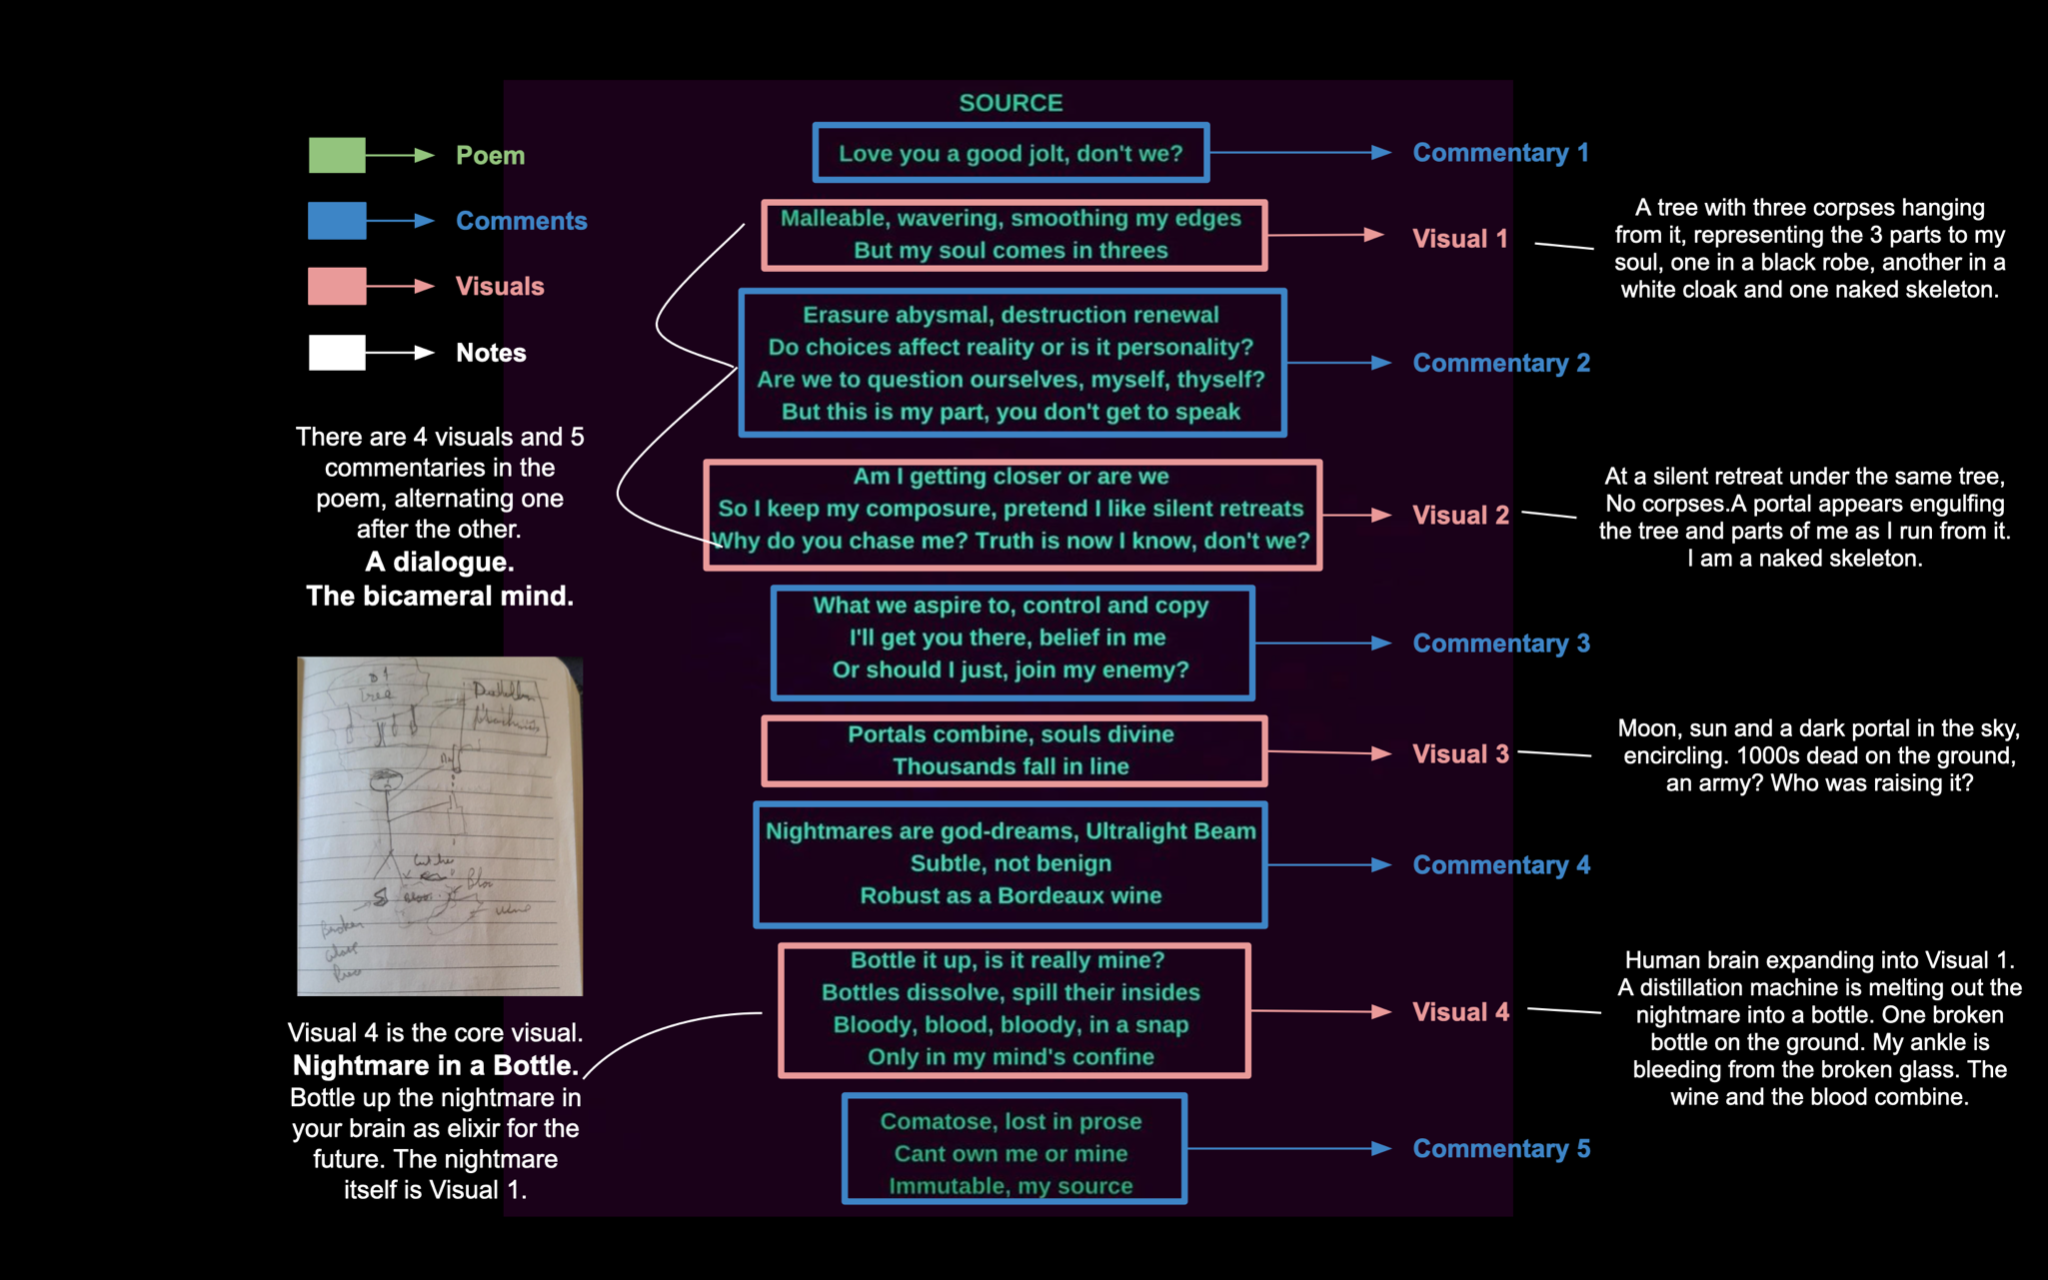 SOURCE
Poem
Comments
Visuals
Notes
There are 4 visuals and 5
commentaries in the
poem, alternating one
after the other.
A dialogue.
The bicameral mind.
tree
Broken
Visual 4 is the core visual.
Nightmare in a Bottle.
Bottle up the nightmare in
your brain as elixir for the
future. The nightmare
itself is Visual 1.
Love you a good jolt, don't we?
Commentary 1
Malleable, wavering, smoothing my edges
But my soul comes in threes
Visual 1
A tree with three corpses hanging
from it, representing the 3 parts to my
soul, one in a black robe, another in a
white cloak and one naked skeleton.
Erasure abysmal, destruction renewal
Do choices affect reality or is it personality?
Are we to question ourselves, myself, thyself?
But this is my part, you don't get to speak
Commentary 2
Am I getting closer or are we
So I keep my composure, pretend I like silent retreats
Why do you chase me? Truth is now I know, don't we?
Visual 2
At a silent retreat under the same tree,
No corpses.A portal appears engulfing
the tree and parts of me as I run from it.
I am a naked skeleton.
What we aspire to, control and copy
I'll get you there, belief in me
Or should I just, join my enemy?
Commentary 3
Portals combine, souls divine
Thousands fall in line
Visual 3
Moon, sun and a dark portal in the sky,
encircling. 1000s dead on the ground,
an army? Who was raising it?
Nightmares are god-dreams, Ultralight Beam
Subtle, not benign
Robust as a Bordeaux wine
Commentary 4
Bottle it up, is it really mine?
Bottles dissolve, spill their insides
Bloody, blood, bloody, in a snap
Only in my mind's confine
Visual 4
Human brain expanding into Visual 1.
A distillation machine is melting out the
nightmare into a bottle. One broken
bottle on the ground. My ankle is
bleeding from the broken glass. The
wine and the blood combine.
Comatose, lost in prose
Cant own me or mine
Immutable, my source
Commentary 5